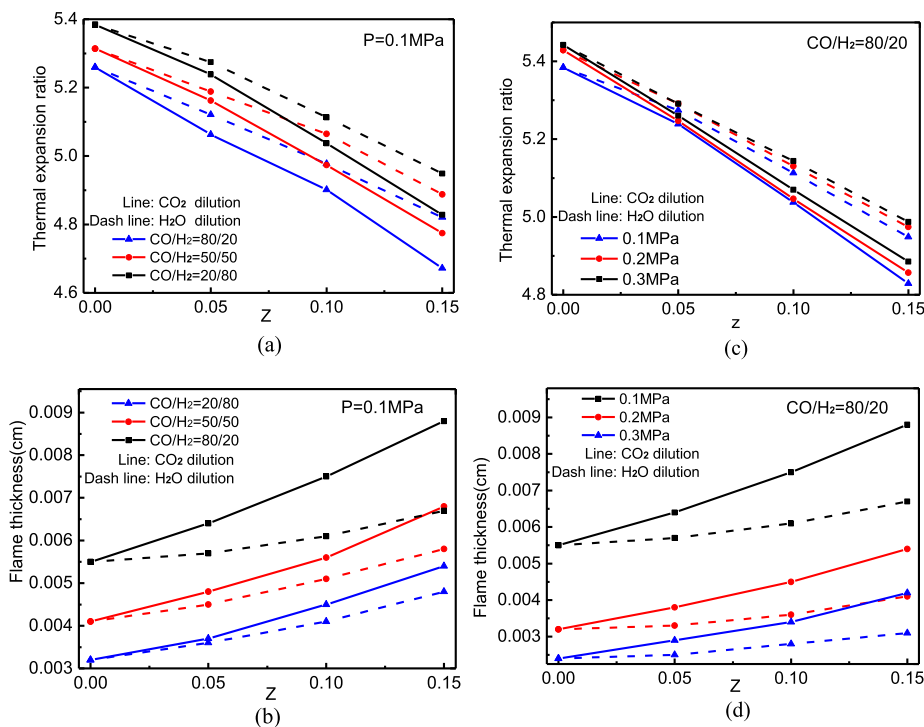 5.4
5.2
5.0
4.8
4.6
Thermal expansion ratio
P=0.1MPa
Line: CO₂ dilution
Dash line: H₂O dilution
CO/H₂=80/20
CO/H₂=50/50
CO/H₂=20/80
0.00 0.05 0.10 0.15
Z
(a)
5.4
5.2
5.0
4.8
Thermal expansion ratio
CO/H₂=80/20
Line: CO₂ dilution
Dash line: H₂O dilution
0.1MPa
0.2MPa
0.3MPa
0.00 0.05 0.10 0.15
z
(c)
0.009
0.008
0.007
0.006
0.005
0.004
0.003
Flame thickness(cm)
CO/H₂=20/80
CO/H₂=50/50
CO/H₂=80/20
P=0.1MPa
Line: CO₂ dilution
Dash line: H₂O dilution
0.00 0.05 0.10 0.15
Z
(b)
0.009
0.008
0.007
0.006
0.005
0.004
0.003
Flame thickness(cm)
0.1MPa
0.2MPa
0.3MPa
CO/H₂=80/20
Line: CO₂ dilution
Dash line: H₂O dilution
0.00 0.05 0.10 0.15
Z
(d)